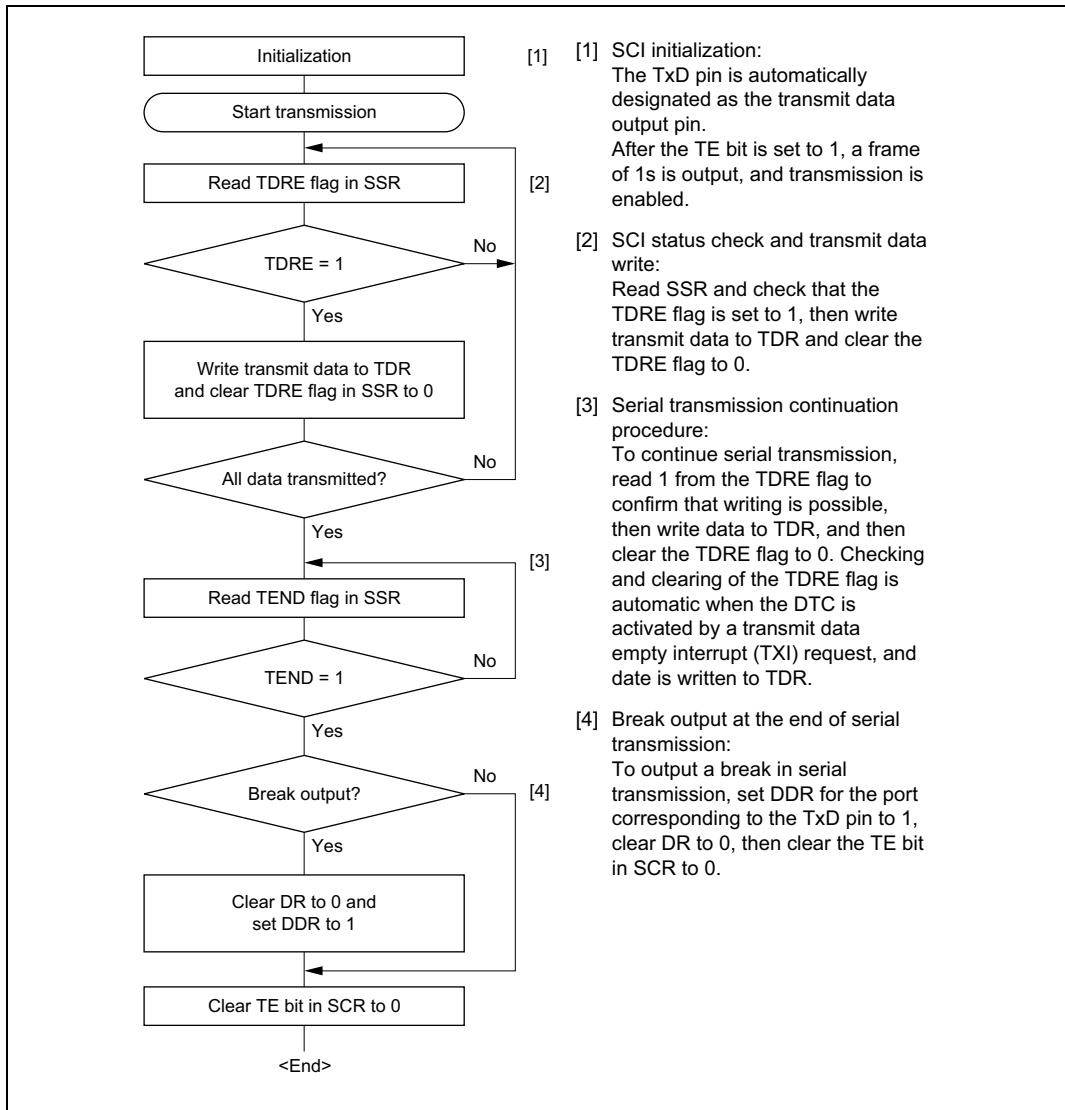 Initialization
[1]
Start transmission
Read TDRE flag in SSR
[2]
No
TDRE = 1
Yes
Write transmit data to TDR
and clear TDRE flag in SSR to 0
No
All data transmitted?
Yes
[3]
Read TEND flag in SSR
No
TEND = 1
Yes
No
Break output?
[4]
Yes
Clear DR to 0 and
set DDR to 1
Clear TE bit in SCR to 0
<End>
[1] SCI initialization:
The TxD pin is automatically
designated as the transmit data
output pin.
After the TE bit is set to 1, a frame
of 1s is output, and transmission is
enabled.
[2] SCI status check and transmit data
write:
Read SSR and check that the
TDRE flag is set to 1, then write
transmit data to TDR and clear the
TDRE flag to 0.
[3] Serial transmission continuation
procedure:
To continue serial transmission,
read 1 from the TDRE flag to
confirm that writing is possible,
then write data to TDR, and then
clear the TDRE flag to 0. Checking
and clearing of the TDRE flag is
automatic when the DTC is
activated by a transmit data
empty interrupt (TXI) request, and
date is written to TDR.
[4] Break output at the end of serial
transmission:
To output a break in serial
transmission, set DDR for the port
corresponding to the TxD pin to 1,
clear DR to 0, then clear the TE bit
in SCR to 0.